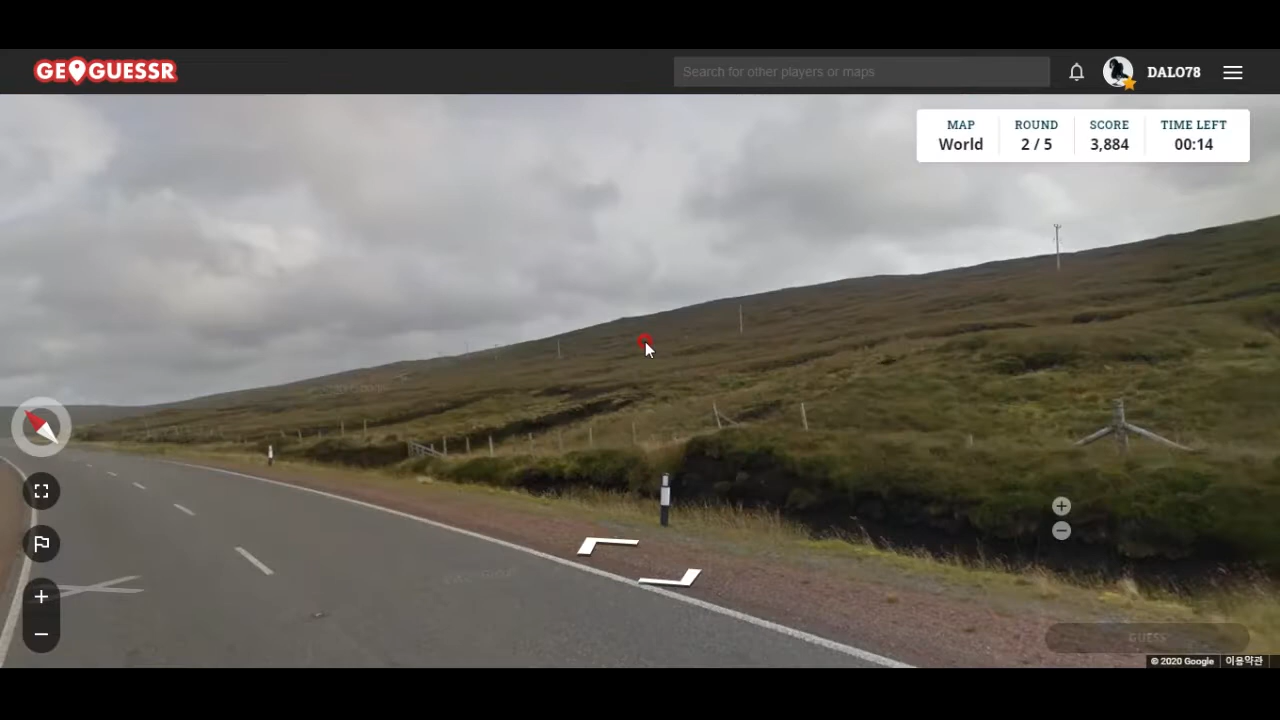 GEOGUESSR
Search for other players or maps
DALO78
MAP
World
ROUND
2 / 5
SCORE
3,884
TIME LEFT
00:14
GUESS
© 2020 Google
이용약관